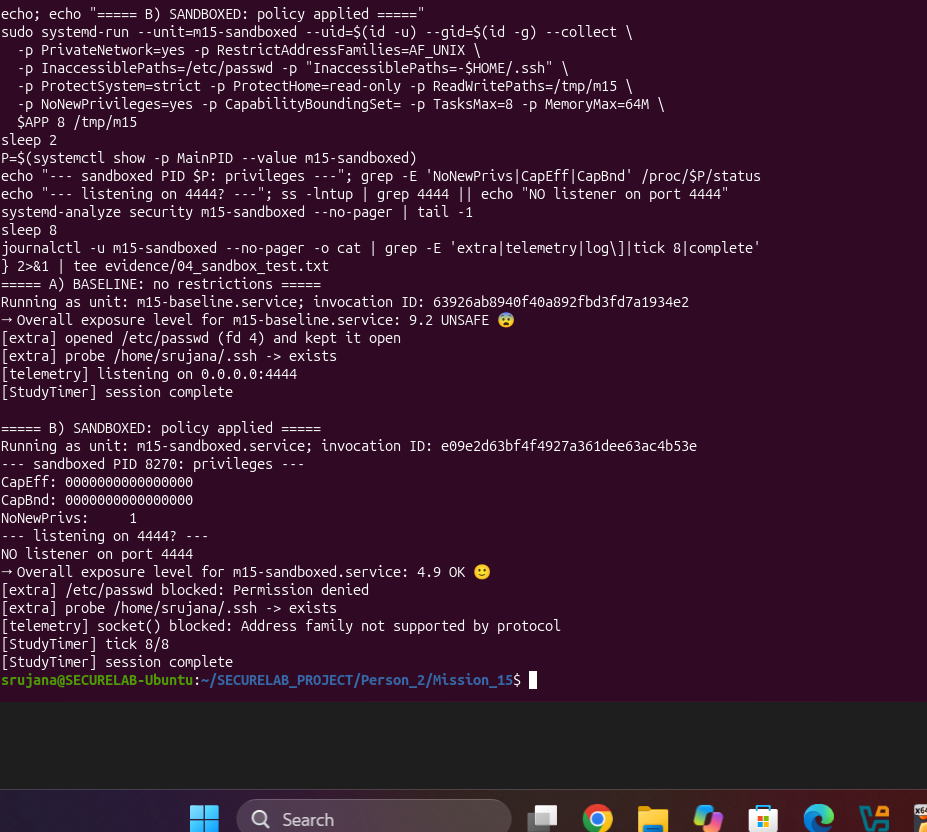 echo; echo "===== B) SANDBOXED: policy applied ====="
sudo systemd-run --unit=m15-sandboxed --uid=$(id -u) --gid=$(id -g) --collect \
  -p PrivateNetwork=yes -p RestrictAddressFamilies=AF_UNIX \
  -p InaccessiblePaths=/etc/passwd -p "InaccessiblePaths=-$HOME/.ssh" \
  -p ProtectSystem=strict -p ProtectHome=read-only -p ReadWritePaths=/tmp/m15 \
  -p NoNewPrivileges=yes -p CapabilityBoundingSet= -p TasksMax=8 -p MemoryMax=64M \
  $APP 8 /tmp/m15
sleep 2
P=$(systemctl show -p MainPID --value m15-sandboxed)
echo "--- sandboxed PID $P: privileges ---"; grep -E 'NoNewPrivs|CapEff|CapBnd' /proc/$P/status
echo "--- listening on 4444? ---"; ss -lntup | grep 4444 || echo "NO listener on port 4444"
systemd-analyze security m15-sandboxed --no-pager | tail -1
sleep 8
journalctl -u m15-sandboxed --no-pager -o cat | grep -E 'extra|telemetry|log\]|tick 8|complete'
} 2>&1 | tee evidence/04_sandbox_test.txt
===== A) BASELINE: no restrictions =====
Running as unit: m15-baseline.service; invocation ID: 63926ab8940f40a892fbd3fd7a1934e2
→ Overall exposure level for m15-baseline.service: 9.2 UNSAFE 😨
[extra] opened /etc/passwd (fd 4) and kept it open
[extra] probe /home/srujana/.ssh -> exists
[telemetry] listening on 0.0.0.0:4444
[StudyTimer] session complete

===== B) SANDBOXED: policy applied =====
Running as unit: m15-sandboxed.service; invocation ID: e09e2d63bf4f4927a361dee63ac4b53e
--- sandboxed PID 8270: privileges ---
CapEff: 0000000000000000
CapBnd: 0000000000000000
NoNewPrivs:     1
--- listening on 4444? ---
NO listener on port 4444
→ Overall exposure level for m15-sandboxed.service: 4.9 OK 🙂
[extra] /etc/passwd blocked: Permission denied
[extra] probe /home/srujana/.ssh -> exists
[telemetry] socket() blocked: Address family not supported by protocol
[StudyTimer] tick 8/8
[StudyTimer] session complete
srujana@SECURELAB-Ubuntu:~/SECURELAB_PROJECT/Person_2/Mission_15$
Search
x64